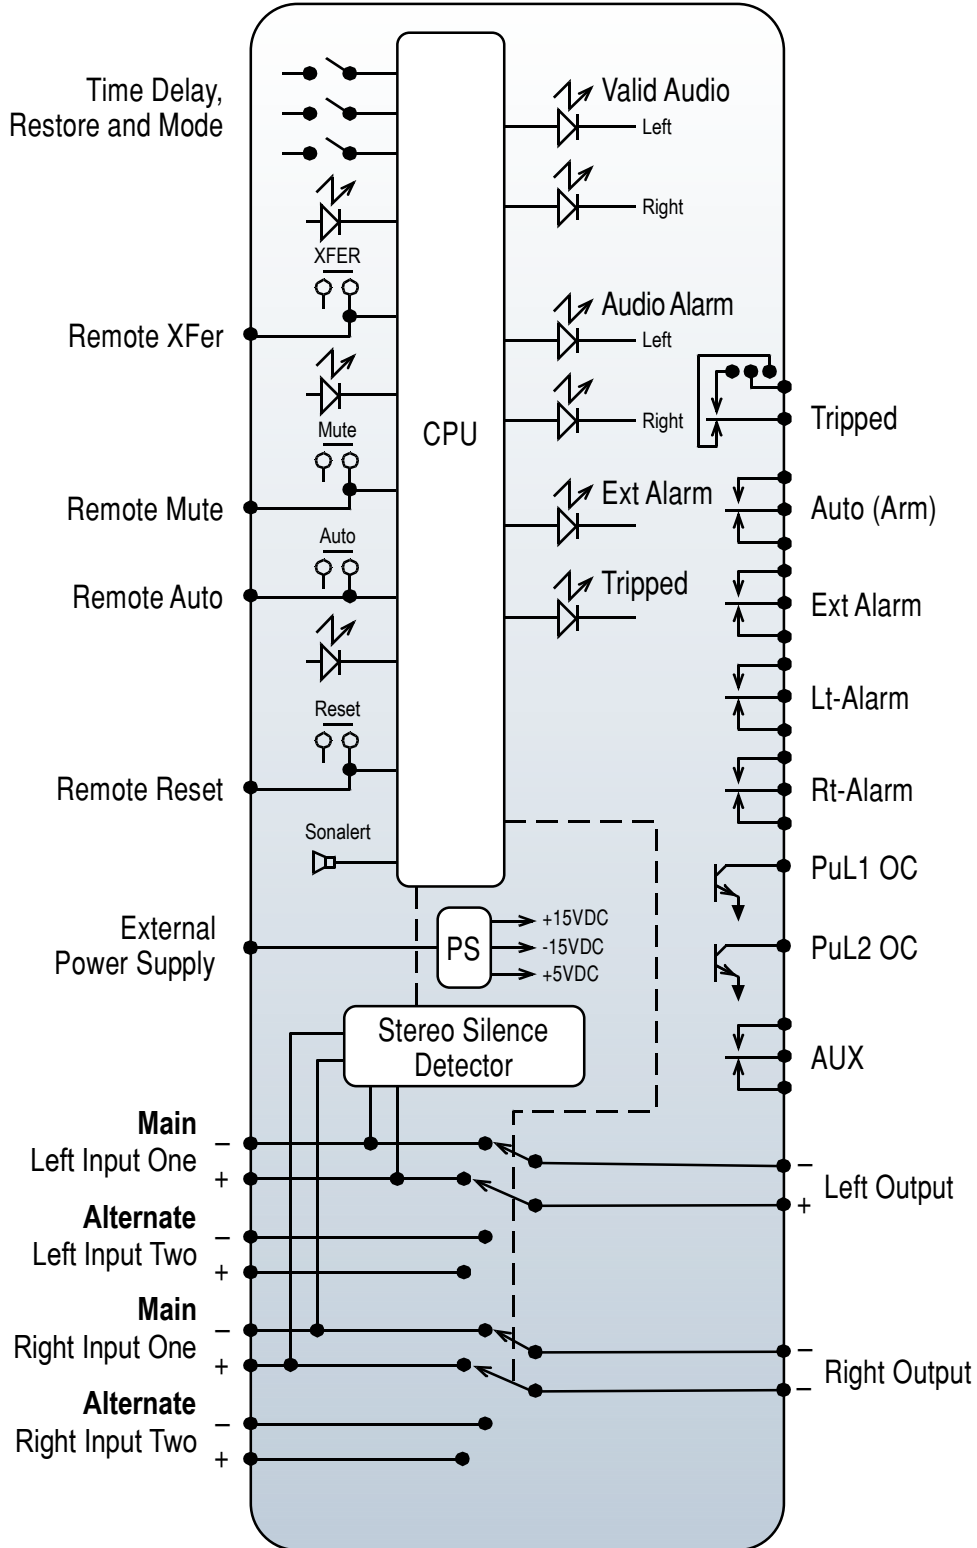 Time Delay,
Restore and Mode
XFER
Remote XFer
Mute
Remote Mute
Auto
Remote Auto
Reset
Remote Reset
Sonalert
External
Power Supply
CPU
PS
+15VDC
-15VDC
+5VDC
Stereo Silence
Detector
Valid Audio
Left
Right
Audio Alarm
Left
Right
Ext Alarm
Tripped
Tripped
Auto (Arm)
Ext Alarm
Lt-Alarm
Rt-Alarm
PuL1 OC
PuL2 OC
AUX
Main
–
Left Input One
+
Alternate
–
Left Input Two
+
Main
–
Right Input One
+
Alternate
–
Right Input Two
+
–
Left Output
+
–
Right Output
–